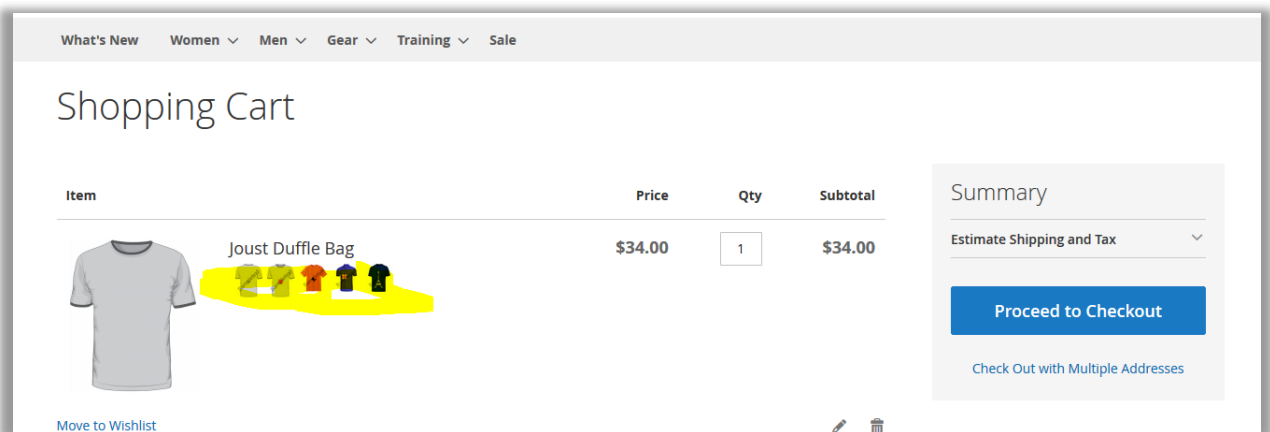 What's New Women Men Gear Training Sale
Shopping Cart
Item Price Qty Subtotal
Joust Duffle Bag $34.00 1 $34.00
Move to Wishlist
Summary
Estimate Shipping and Tax
Proceed to Checkout
Check Out with Multiple Addresses